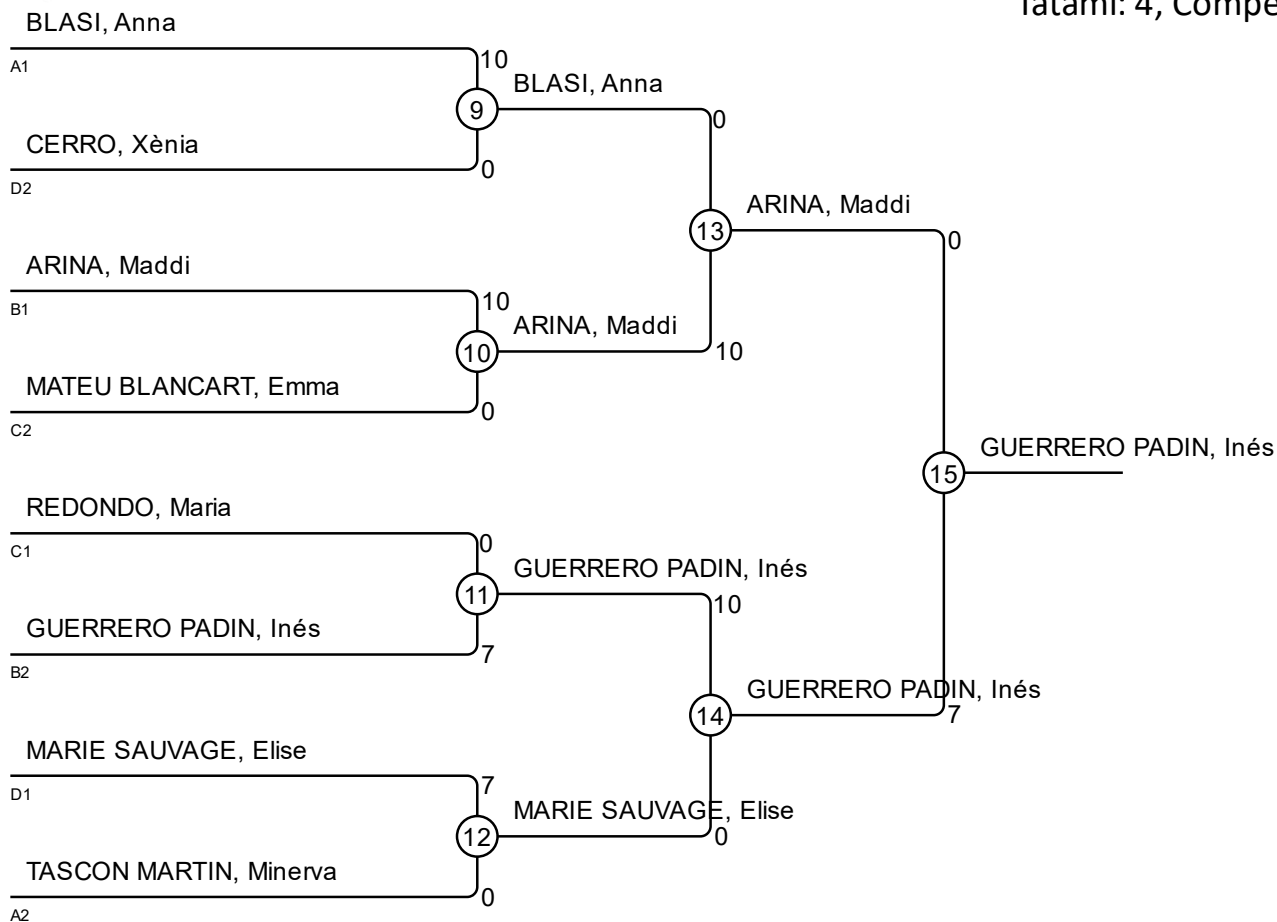 Tatami: 4, Compe
BLASI, Anna
A1
10
9
BLASI, Anna
0
CERRO, Xènia
0
D2
13
ARINA, Maddi
0
ARINA, Maddi
B1
10
10
ARINA, Maddi
10
MATEU BLANCART, Emma
0
C2
15
GUERRERO PADIN, Inés
REDONDO, Maria
C1
0
11
GUERRERO PADIN, Inés
10
GUERRERO PADIN, Inés
7
B2
14
GUERRERO PADIN, Inés
7
MARIE SAUVAGE, Elise
D1
7
12
MARIE SAUVAGE, Elise
0
TASCON MARTIN, Minerva
0
A2